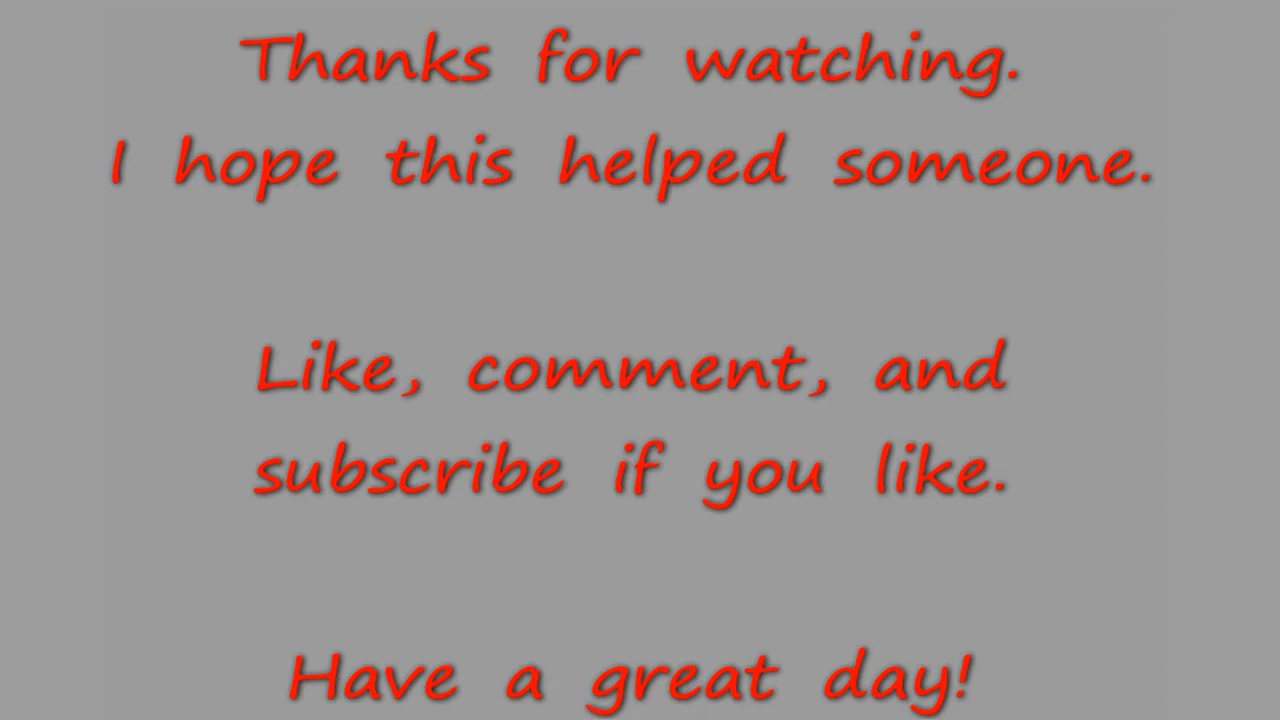 Thanks for watching.
I hope this helped someone.
Like, comment, and
subscribe if you like.
Have a great day!